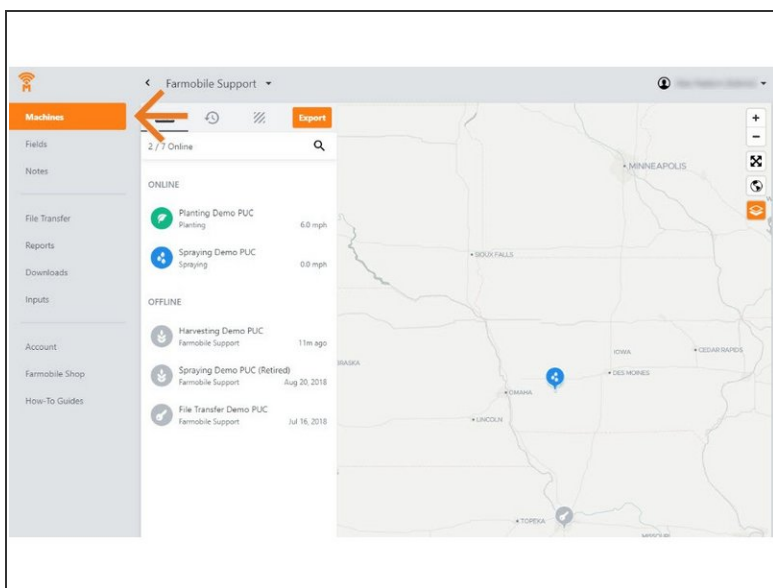 Farmobile Support
Machines
Fields
Notes
File Transfer
Reports
Downloads
Inputs
Account
Farmobile Shop
How-To Guides
Export
2 / 7 Online
ONLINE
Planting Demo PUC
Planting 6.0 mph
Spraying Demo PUC
Spraying 0.0 mph
OFFLINE
Harvesting Demo PUC
Farmobile Support 11m ago
Spraying Demo PUC (Retired)
Farmobile Support Aug 20, 2018
File Transfer Demo PUC
Farmobile Support Jul 16, 2018
+
−
MINNEAPOLIS
SIOUX FALLS
IOWA
CEDAR RAPIDS
DES MOINES
OMAHA
LINCOLN
TOPEKA